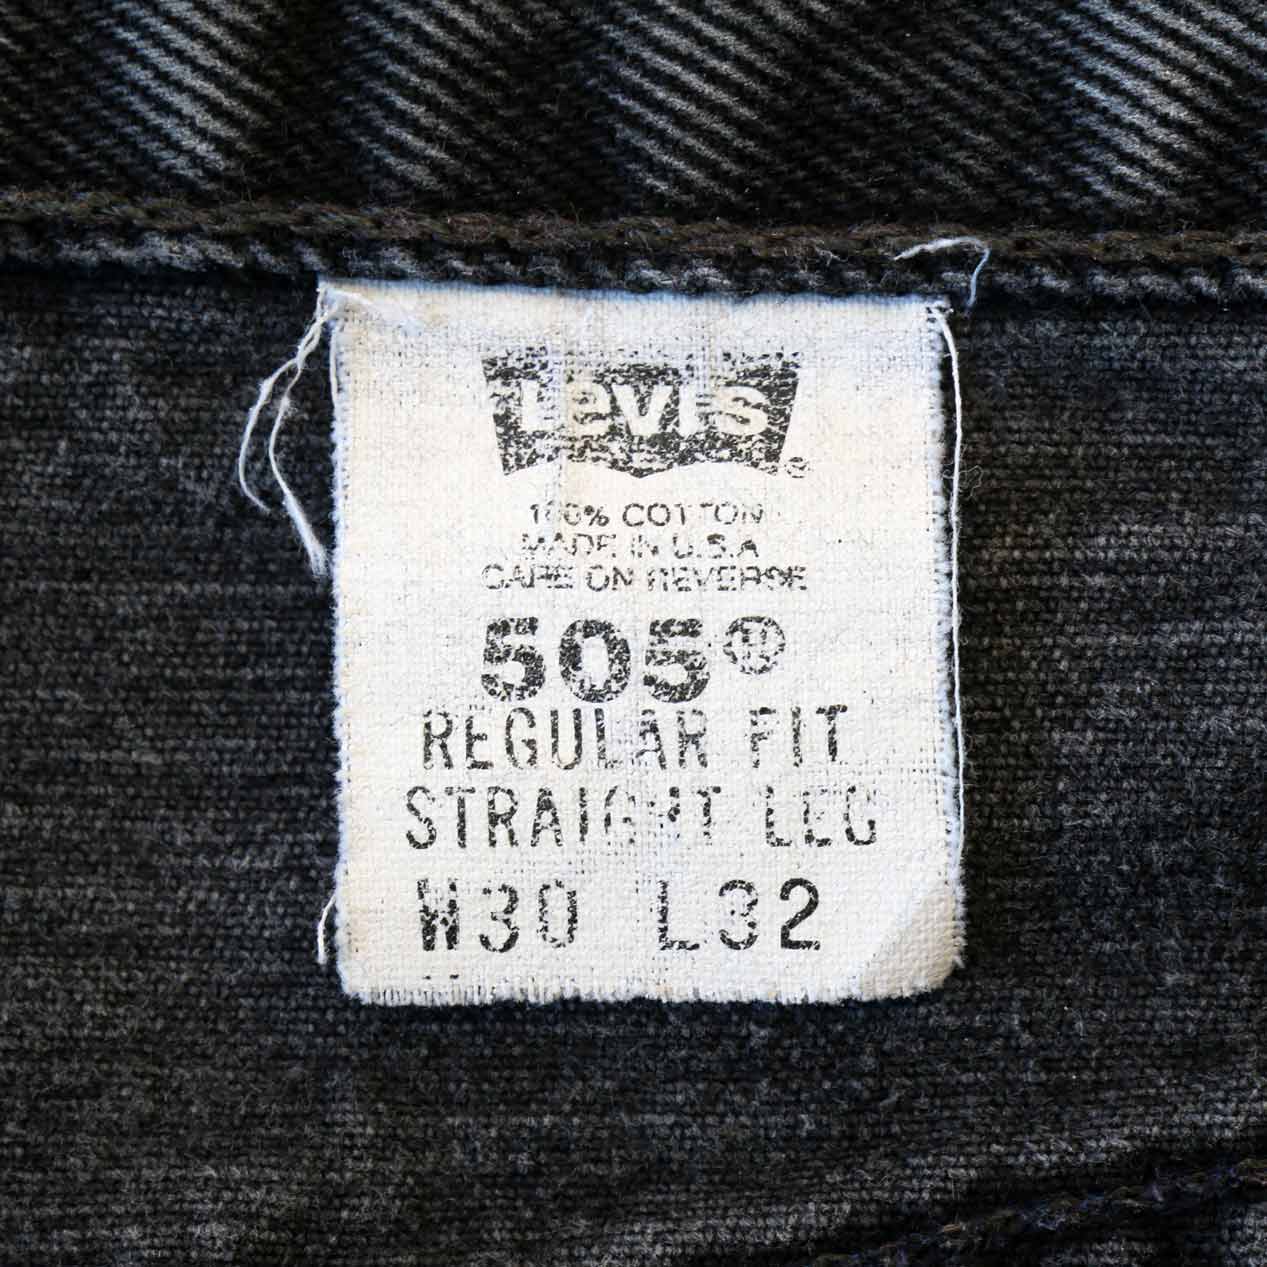 Levi's®
100% COTTON
MADE IN U.S.A
CARE ON REVERSE
505®
REGULAR FIT
STRAIGHT LEG
W30 L32